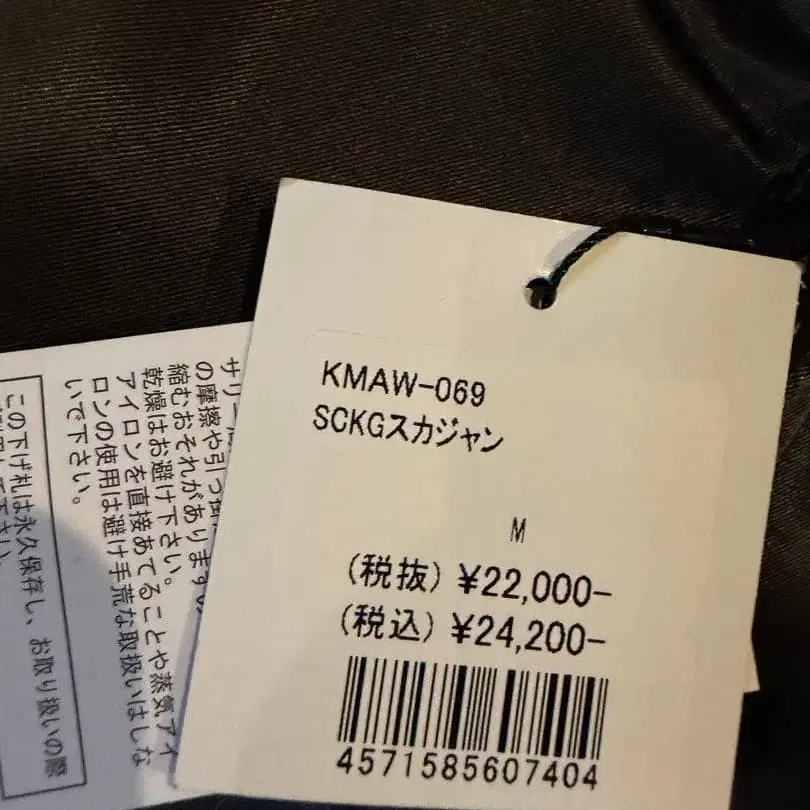 KMAW-069
SCKGスカジャン
M
(税抜) ¥22,000-
(税込) ¥24,200-
4571585607404
サリー
の摩擦や引っ掛
縮むおそれがあります
乾燥はお避け下さい。
アイロンを直接あてることや蒸気アイ
ロンの使用は避け手荒な取扱いはしな
いで下さい。
この下げ札は永久保存し、お取り扱いの際